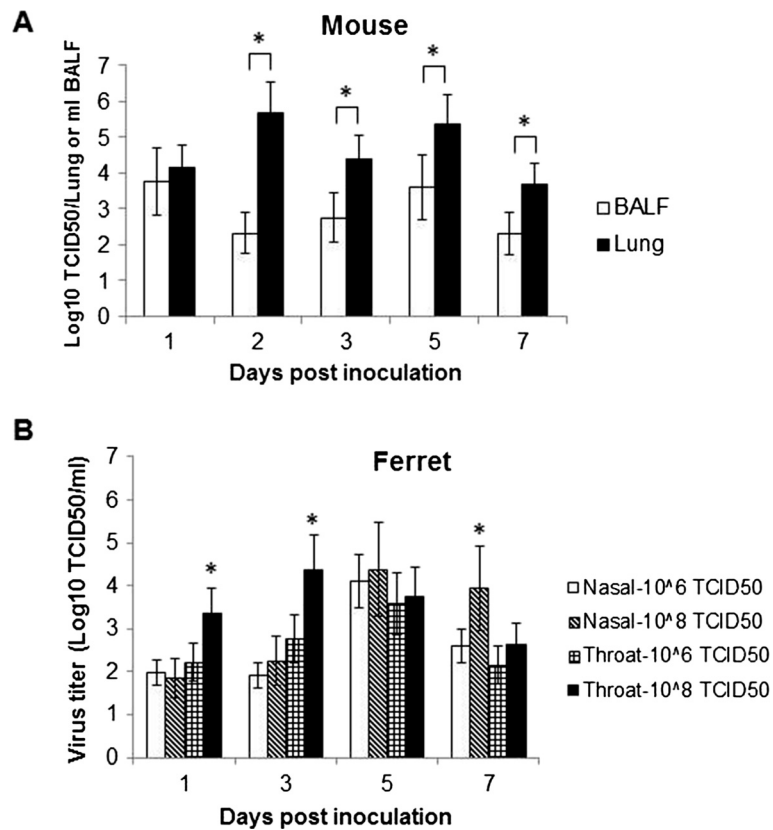 A
Mouse
Log10 TCID50/Lung or ml BALF
7
6
5
4
3
2
1
0
*
*
*
*
1 2 3 5 7
Days post inoculation
BALF
Lung
B
Ferret
Virus titer (Log10 TCID50/ml)
7
6
5
4
3
2
1
0
*
*
*
1 3 5 7
Days post inoculation
Nasal-10^6 TCID50
Nasal-10^8 TCID50
Throat-10^6 TCID50
Throat-10^8 TCID50